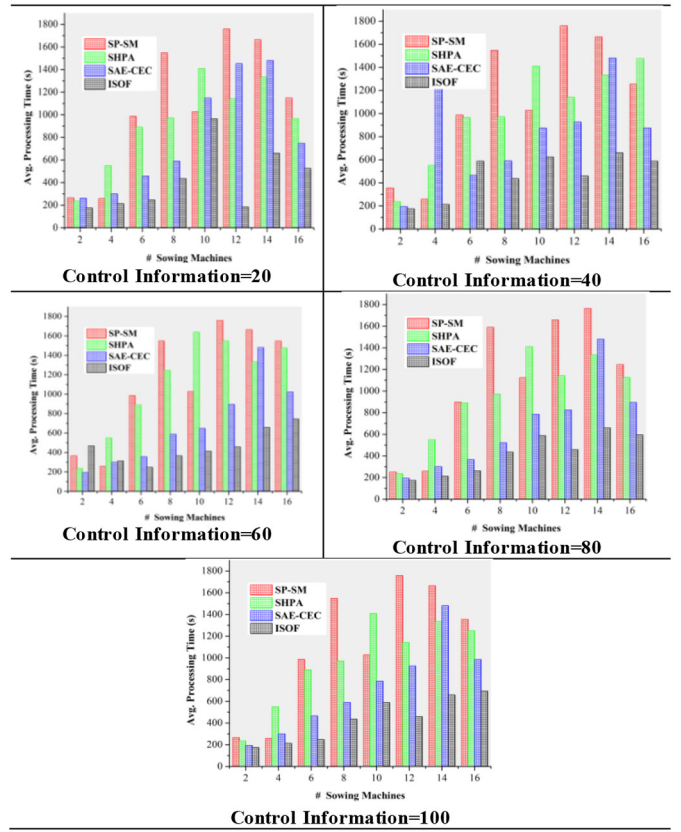 1800
1600
1400
1200
1000
800
600
400
200
0
Avg. Processing Time (s)
SP-SM
SHPA
SAE-CEC
ISOF
2 4 6 8 10 12 14 16
# Sowing Machines
Control Information=20
1800
1600
1400
1200
1000
800
600
400
200
0
Avg. Processing Time (s)
SP-SM
SHPA
SAE-CEC
ISOF
2 4 6 8 10 12 14 16
# Sowing Machines
Control Information=40
1800
1600
1400
1200
1000
800
600
400
200
0
Avg. Processing Time (s)
SP-SM
SHPA
SAE-CEC
ISOF
2 4 6 8 10 12 14 16
# Sowing Machines
Control Information=60
1800
1600
1400
1200
1000
800
600
400
200
0
Avg. Processing Time (s)
SP-SM
SHPA
SAE-CEC
ISOF
2 4 6 8 10 12 14 16
# Sowing Machines
Control Information=80
1800
1600
1400
1200
1000
800
600
400
200
0
Avg. Processing Time (s)
SP-SM
SHPA
SAE-CEC
ISOF
2 4 6 8 10 12 14 16
# Sowing Machines
Control Information=100